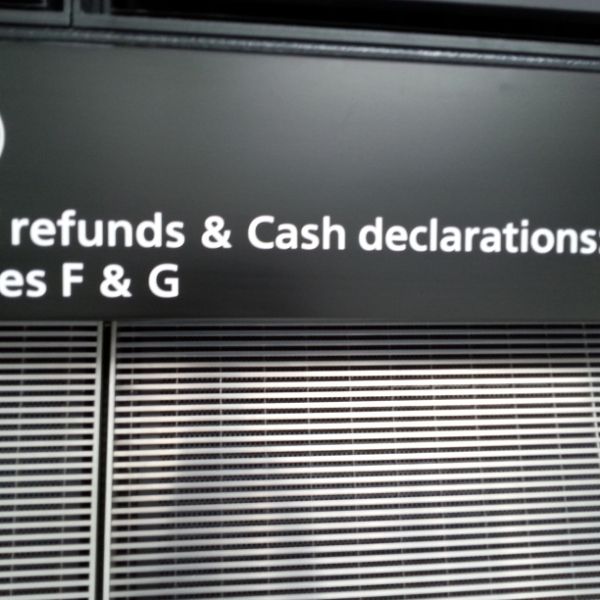 refunds & Cash declarations:
es F & G